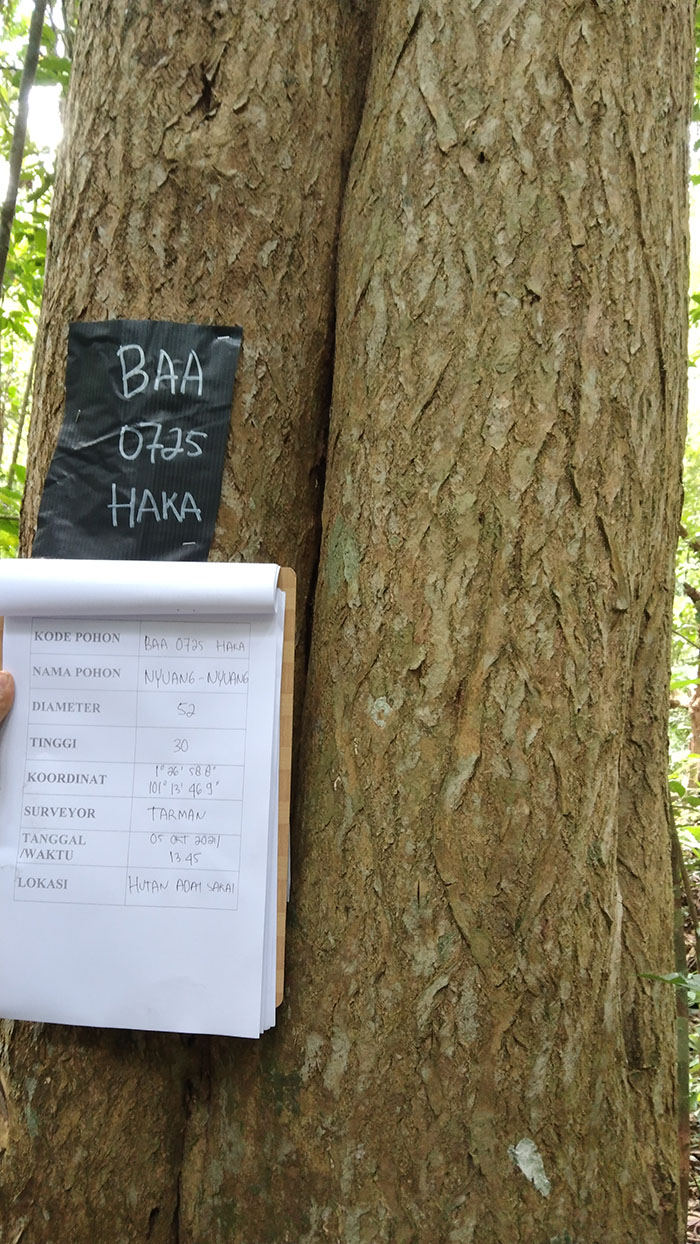 BAA
0725
HAKA
KODE POHON BAA 0725 HAKA
NAMA POHON NYUANG-NYUANG
DIAMETER 52
TINGGI 30
KOORDINAT 1° 26' 58.8"
101° 13' 46.9"
SURVEYOR TARMAN
TANGGAL 05 OKT 2021/
/WAKTU 13.45
LOKASI HUTAN ADAT SAKAI